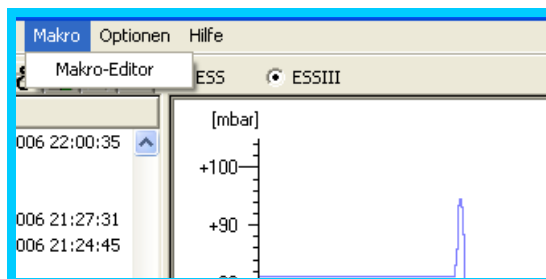 Makro Optionen Hilfe
Makro-Editor
ESS ESSIII
[mbar]
006 22:00:35
+100
006 21:27:31
+90
006 21:24:45